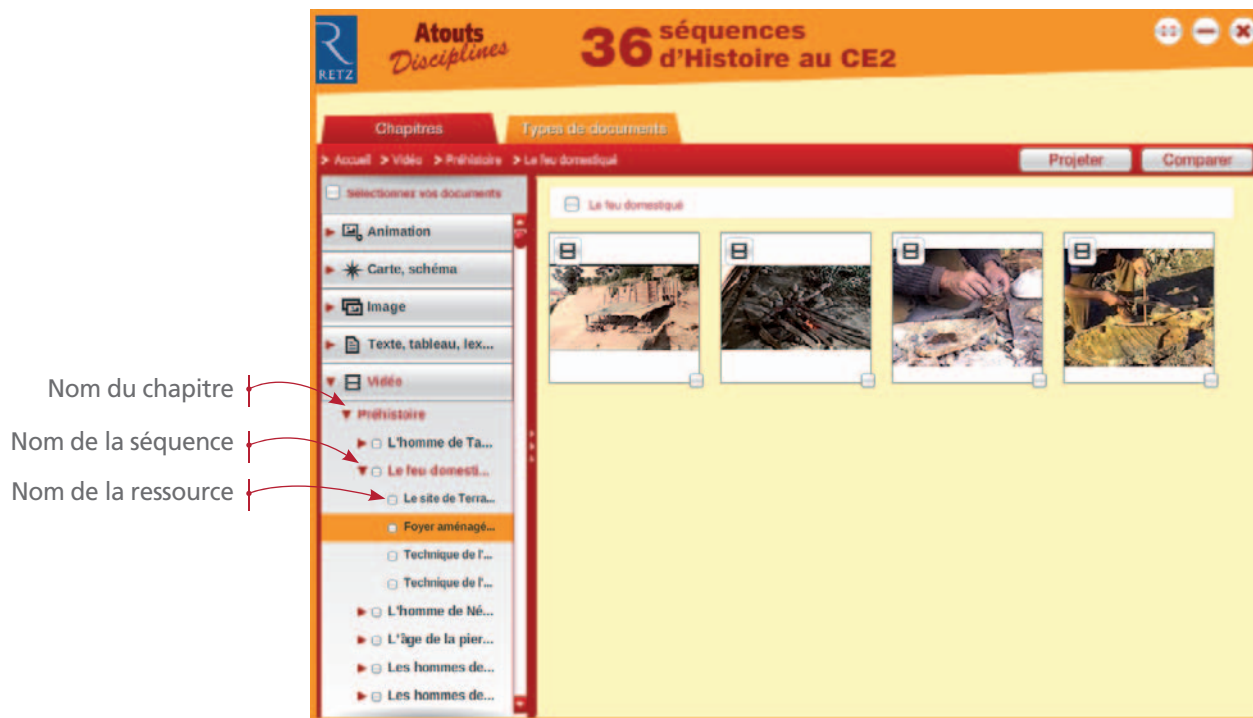 RETZ
Atouts
Disciplines
36 séquences
d'Histoire au CE2
Chapitres
Types de documents
> Accueil > Vidéo > Préhistoire > Le feu domestiqué
Projeter
Comparer
Sélectionnez vos documents
Le feu domestiqué
Animation
Carte, schéma
Image
Texte, tableau, lex...
Vidéo
Nom du chapitre
Préhistoire
L'homme de Ta...
Nom de la séquence
Le feu domesti...
Nom de la ressource
Le site de Terra...
Foyer aménagé...
Technique de l'...
Technique de l'...
L'homme de Né...
L'âge de la pier...
Les hommes de...
Les hommes de...